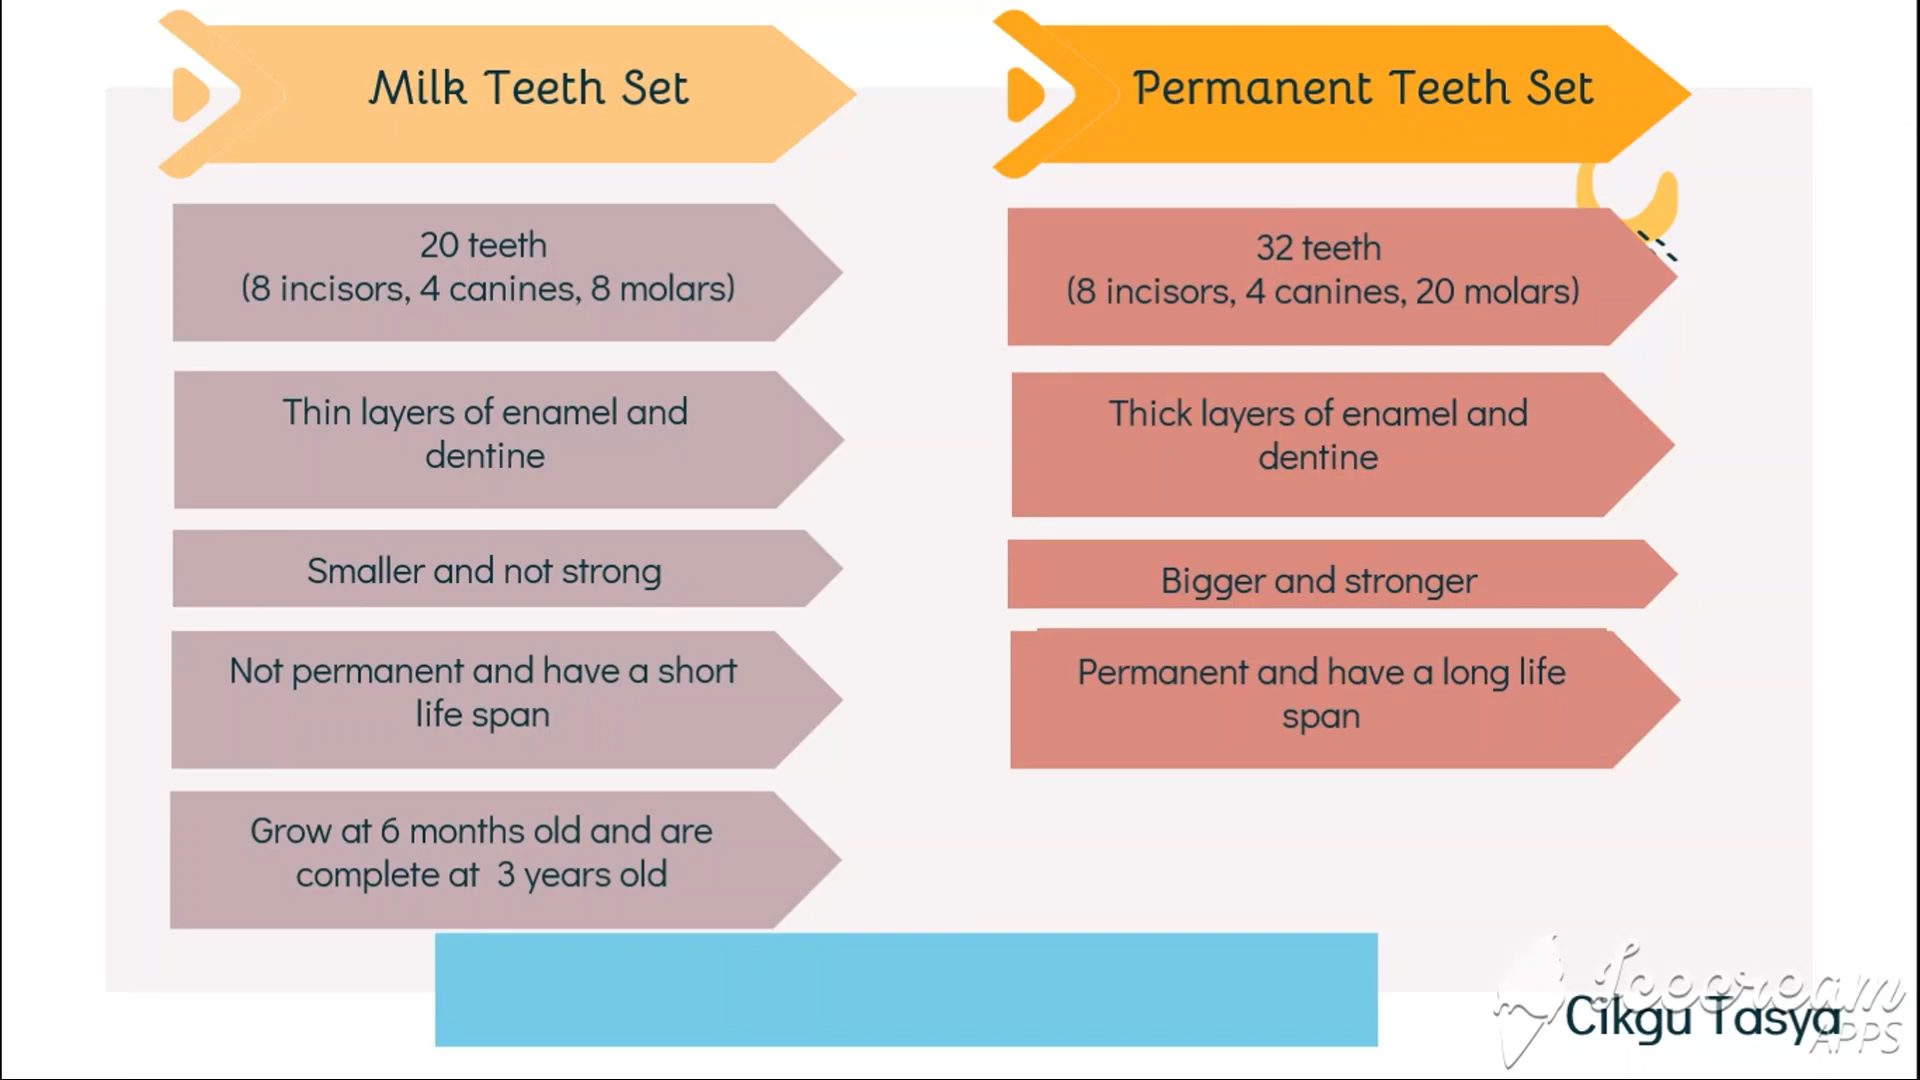 Milk Teeth Set
20 teeth
(8 incisors, 4 canines, 8 molars)
Thin layers of enamel and
dentine
Smaller and not strong
Not permanent and have a short
life span
Grow at 6 months old and are
complete at 3 years old
Permanent Teeth Set
32 teeth
(8 incisors, 4 canines, 20 molars)
Thick layers of enamel and
dentine
Bigger and stronger
Permanent and have a long life
span
Icecream
APPS
Cikgu Tasya